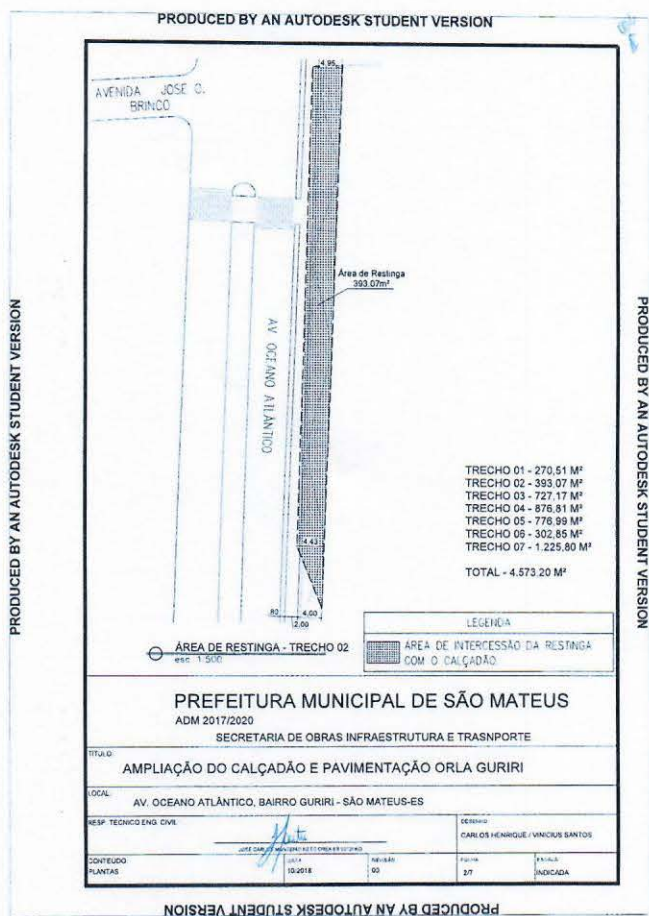 PRODUCED BY AN AUTODESK STUDENT VERSION
4.95
AVENIDA JOSE O.
BRINCO
Área de Restinga
393.07m²
AV OCEANO ATLÂNTICO
TRECHO 01 - 270,51 M²
TRECHO 02 - 393,07 M²
TRECHO 03 - 727,17 M²
TRECHO 04 - 876,81 M²
TRECHO 05 - 776,99 M²
TRECHO 06 - 302,85 M²
TRECHO 07 - 1.225,80 M²
TOTAL - 4.573,20 M²
4.43
.80 4.00
2.00
ÁREA DE RESTINGA - TRECHO 02
esc. 1:500
LEGENDA
ÁREA DE INTERCESSÃO DA RESTINGA
COM O CALÇADÃO
PREFEITURA MUNICIPAL DE SÃO MATEUS
ADM 2017/2020
SECRETARIA DE OBRAS INFRAESTRUTURA E TRASNPORTE
TÍTULO:
AMPLIAÇÃO DO CALÇADÃO E PAVIMENTAÇÃO ORLA GURIRI
LOCAL:
AV. OCEANO ATLÂNTICO, BAIRRO GURIRI - SÃO MATEUS-ES
RESP. TECNICO ENG. CIVIL
DESENHO
CARLOS HENRIQUE / VINICIUS SANTOS
JOSÉ CARLOS
CONTEÚDO
PLANTAS
DATA
10/2018
REVISÃO
00
FOLHA
2/7
ESCALA
INDICADA
PRODUCED BY AN AUTODESK STUDENT VERSION
PRODUCED BY AN AUTODESK STUDENT VERSION
PRODUCED BY AN AUTODESK STUDENT VERSION